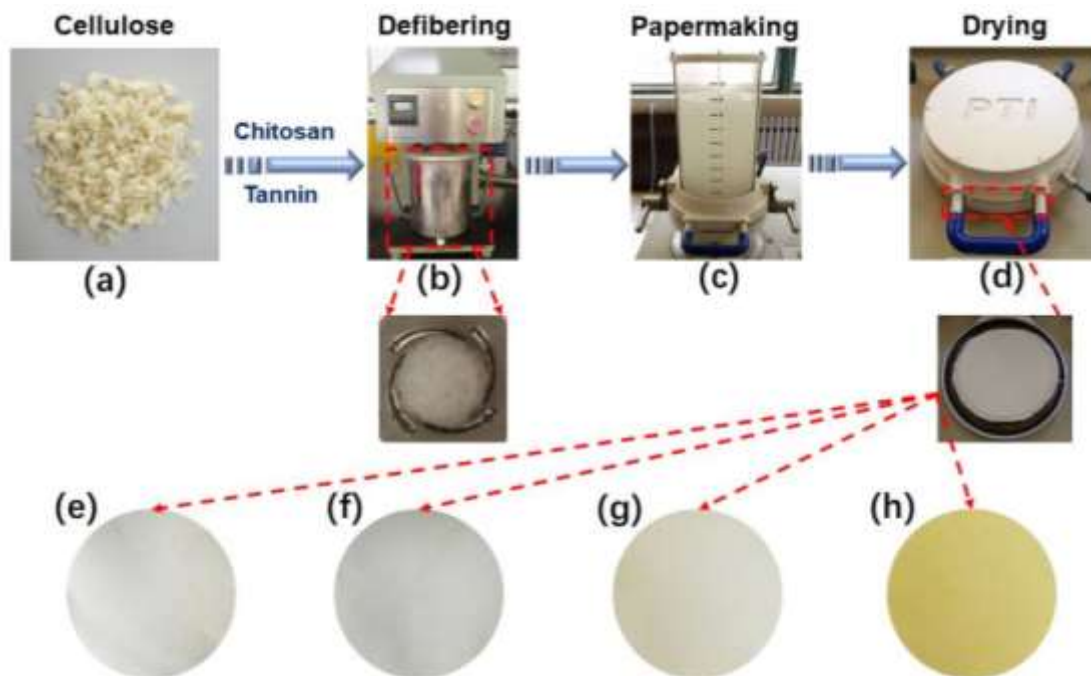 Cellulose
Defibering
Papermaking
Drying
Chitosan
Tannin
PTI
(a)
(b)
(c)
(d)
(e)
(f)
(g)
(h)